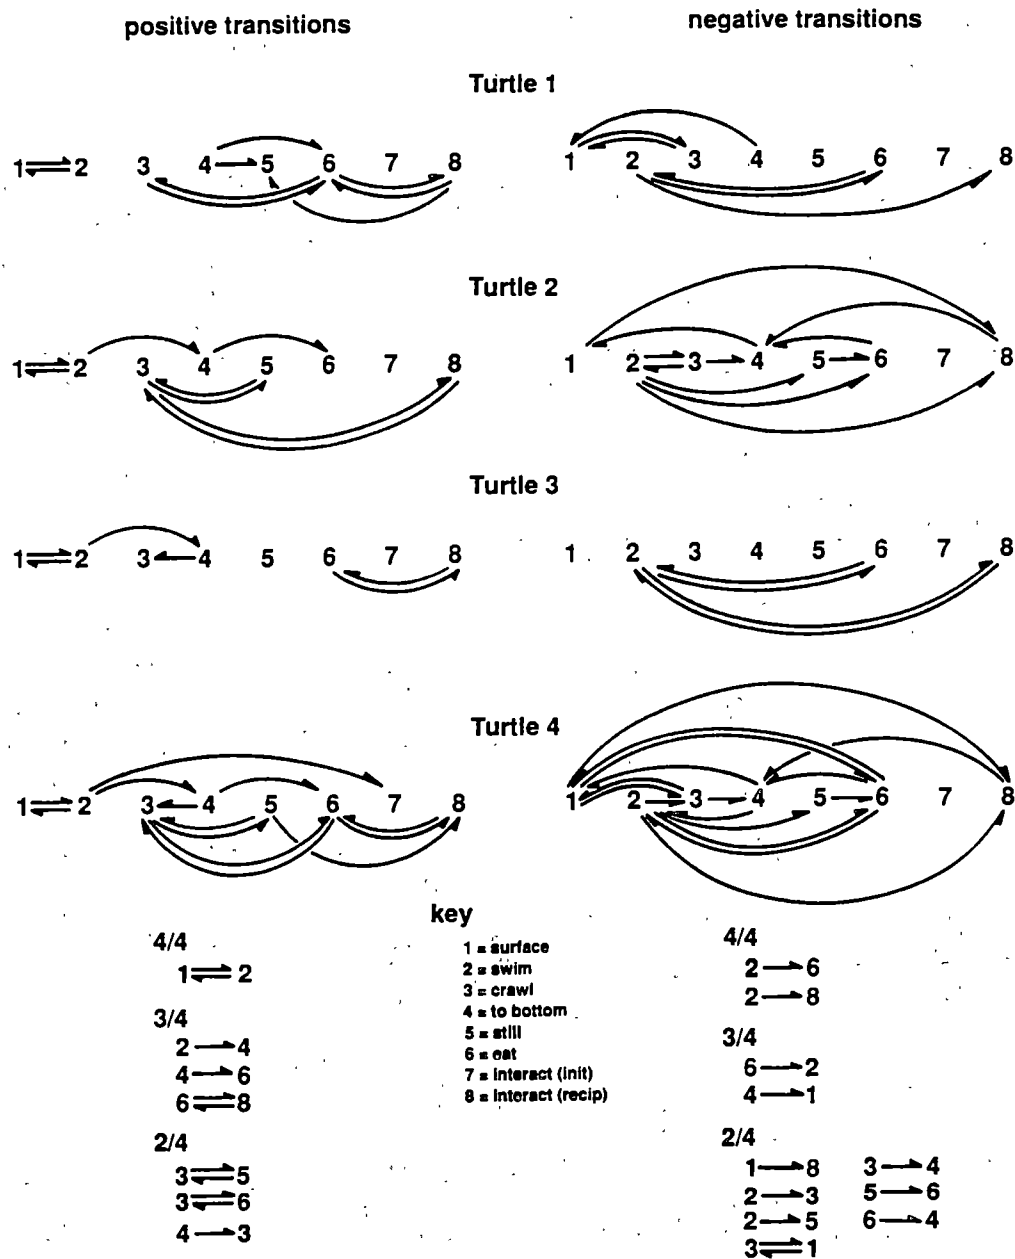 positive transitions
negative transitions
Turtle 1
1 2 3 4 5 6 7 8
1 2 3 4 5 6 7 8
Turtle 2
1 2 3 4 5 6 7 8
1 2 3 4 5 6 7 8
Turtle 3
1 2 3 4 5 6 7 8
1 2 3 4 5 6 7 8
Turtle 4
1 2 3 4 5 6 7 8
1 2 3 4 5 6 7 8
4/4
1 ⇌ 2
3/4
2 → 4
4 → 6
6 ⇌ 8
2/4
3 ⇌ 5
3 ⇌ 6
4 → 3
key
1 = surface
2 = swim
3 = crawl
4 = to bottom
5 = still
6 = eat
7 = interact (init)
8 = interact (recip)
4/4
2 → 6
2 → 8
3/4
6 → 2
4 → 1
2/4
1 → 8 3 → 4
2 → 3 5 → 6
2 → 5 6 → 4
3 ⇌ 1